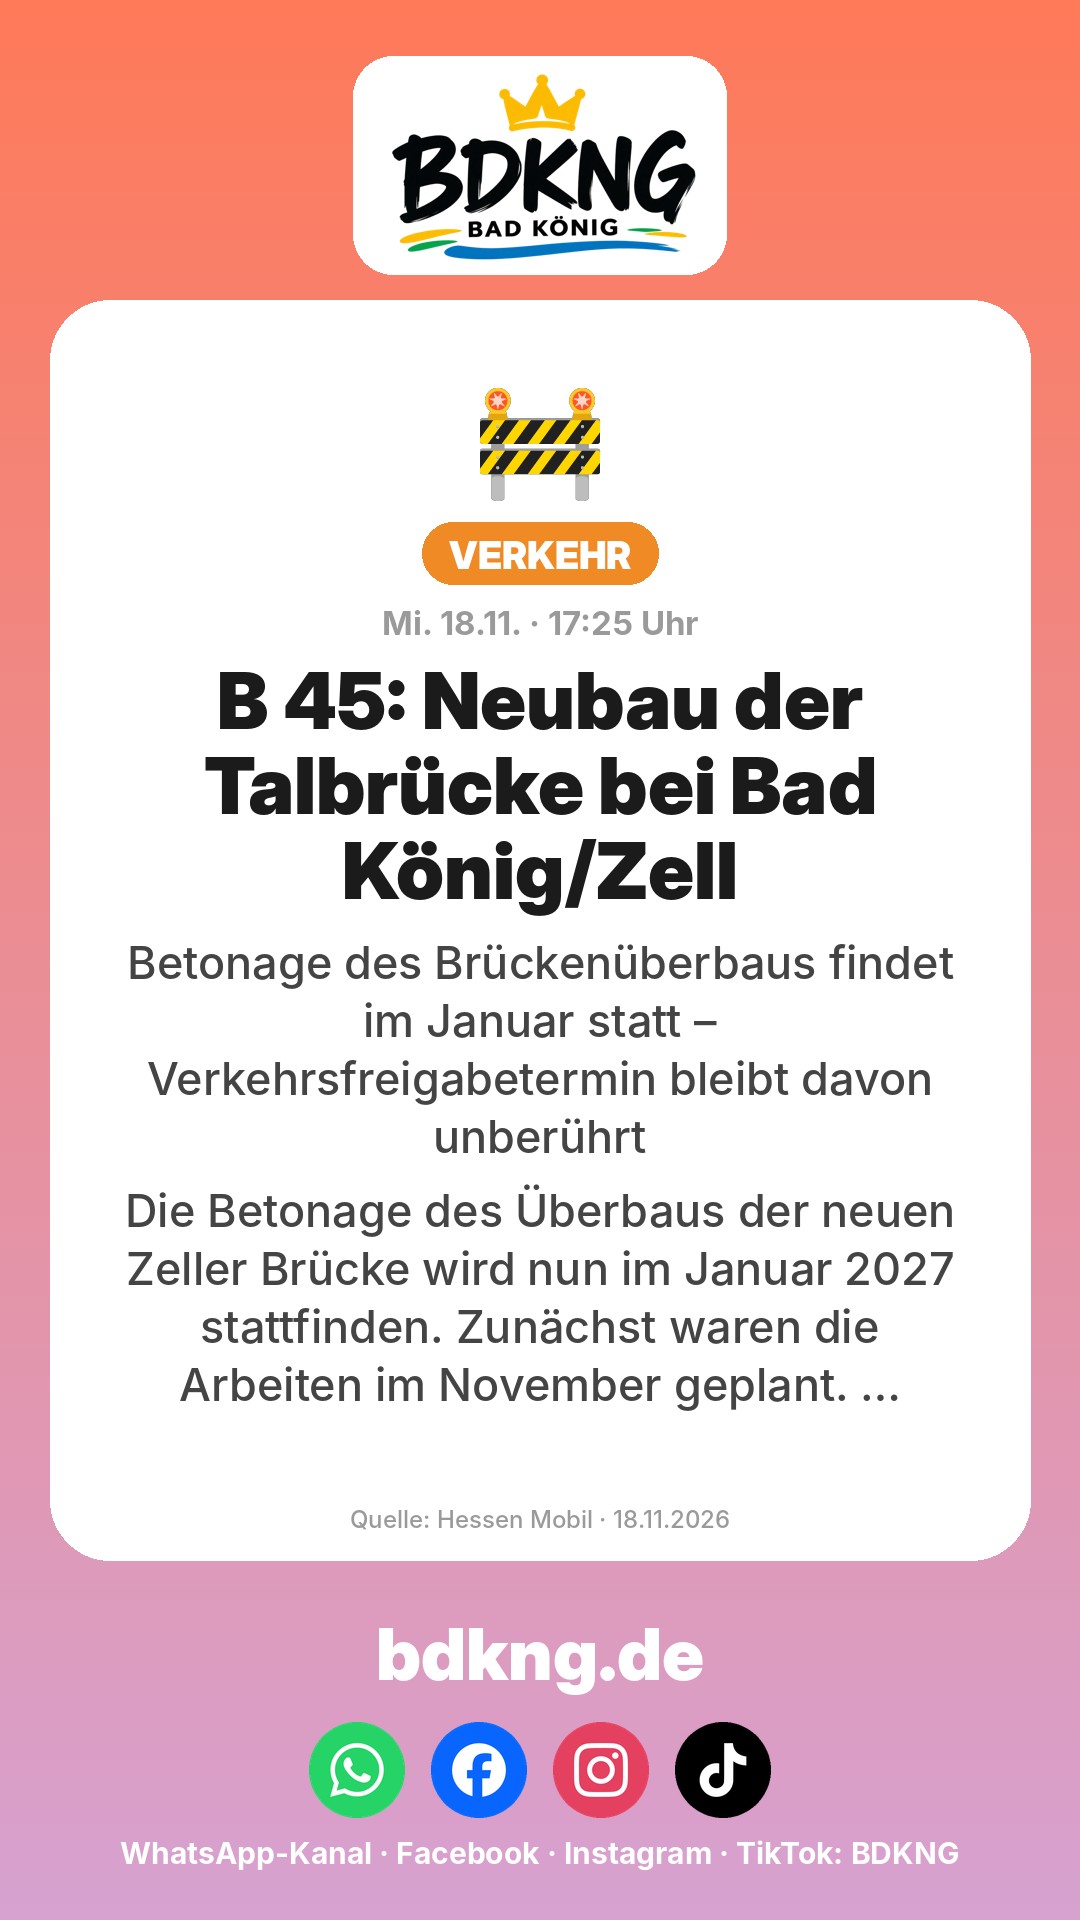 BDKNG
BAD KÖNIG
VERKEHR
Mi. 18.11. · 17:25 Uhr
B 45: Neubau der
Talbrücke bei Bad
König/Zell
Betonage des Brückenüberbaus findet
im Januar statt –
Verkehrsfreigabetermin bleibt davon
unberührt
Die Betonage des Überbaus der neuen
Zeller Brücke wird nun im Januar 2027
stattfinden. Zunächst waren die
Arbeiten im November geplant. ...
Quelle: Hessen Mobil · 18.11.2026
bdkng.de
WhatsApp-Kanal · Facebook · Instagram · TikTok: BDKNG